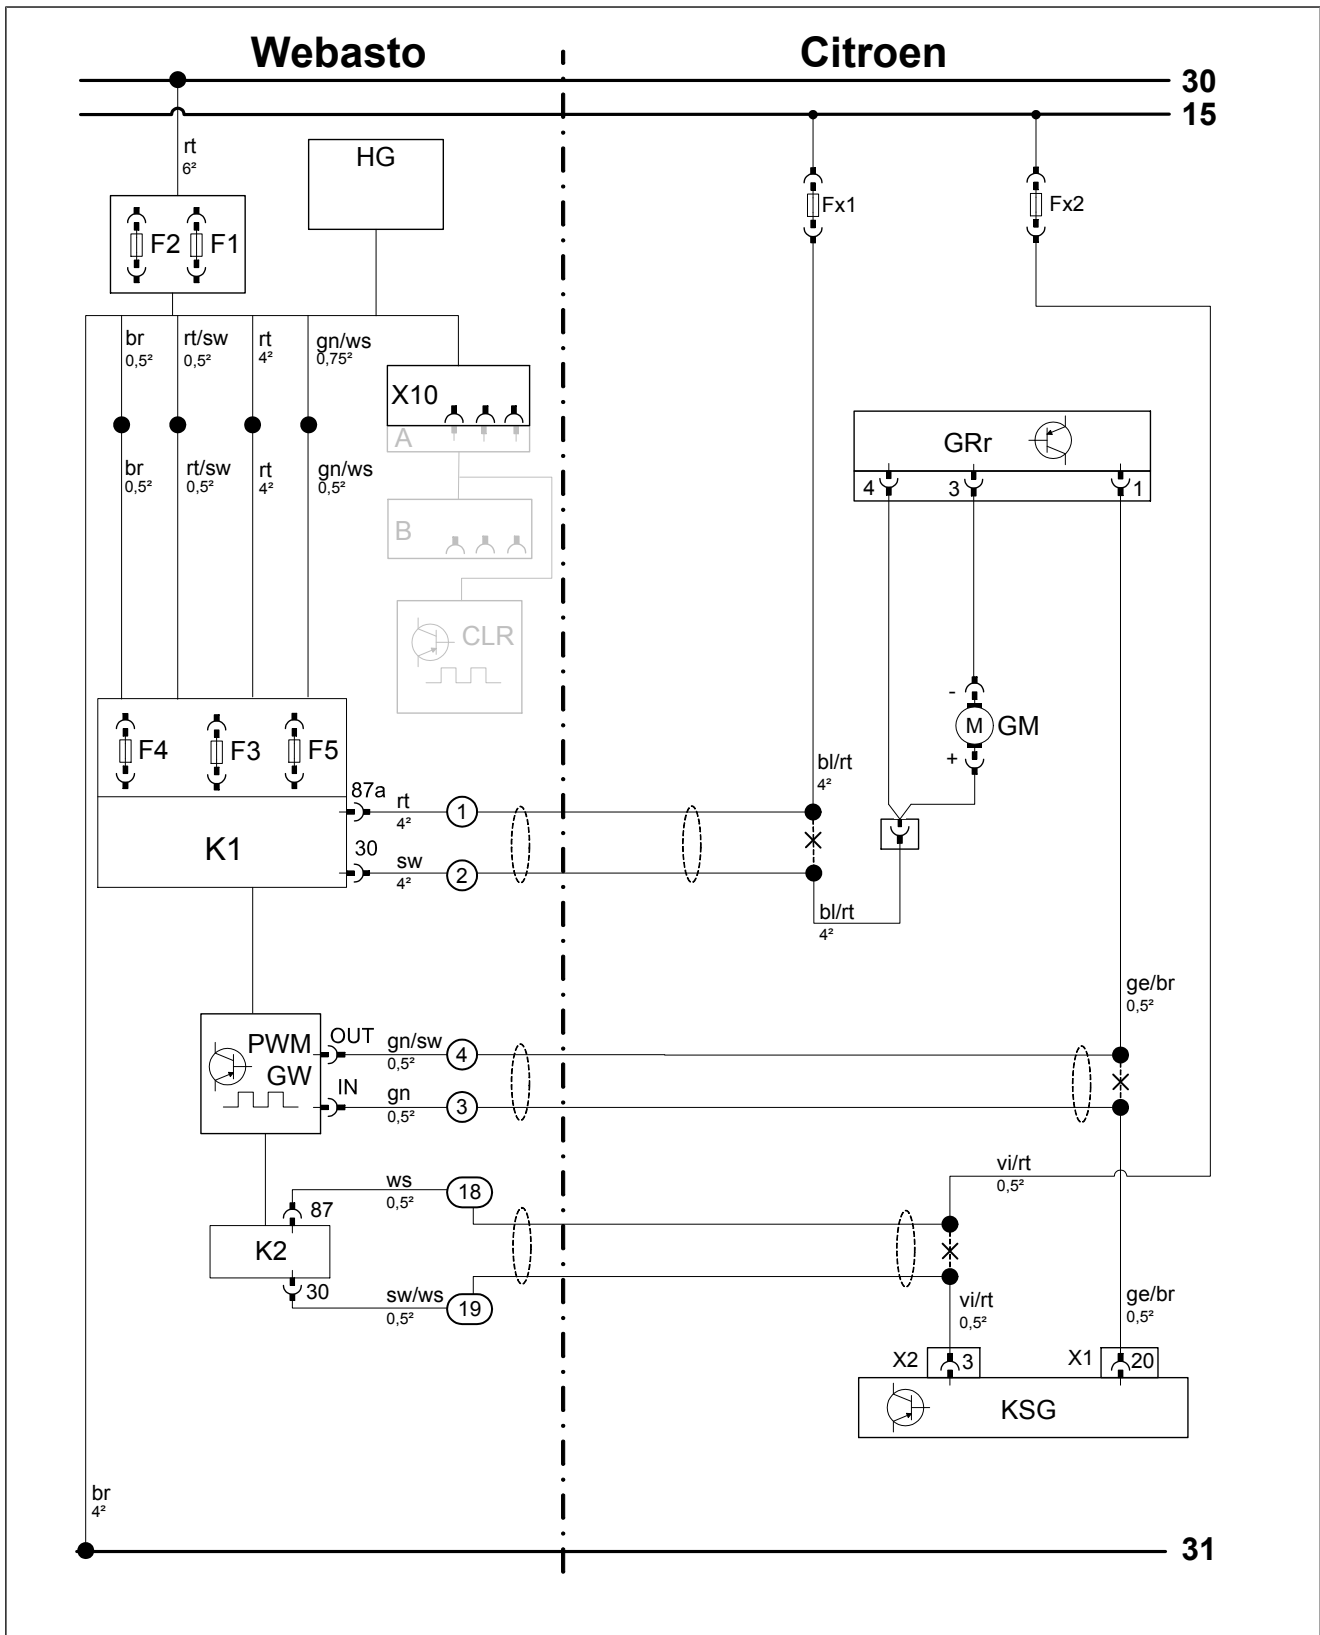 Webasto
Citroen
30
15
rt
6²
HG
Fx1
Fx2
F2
F1
br
0,5²
rt/sw
0,5²
rt
4²
gn/ws
0,75²
X10
A
GRr
br
0,5²
rt/sw
0,5²
rt
4²
gn/ws
0,5²
4
3
1
B
CLR
-
M
GM
+
F4
F3
F5
bl/rt
4²
87a
rt
4²
1
K1
30
sw
4²
2
bl/rt
4²
ge/br
0,5²
PWM
GW
OUT
gn/sw
0,5²
4
IN
gn
0,5²
3
vi/rt
0,5²
ws
0,5²
18
87
K2
30
sw/ws
0,5²
19
vi/rt
0,5²
ge/br
0,5²
X2
3
X1
20
KSG
br
4²
31